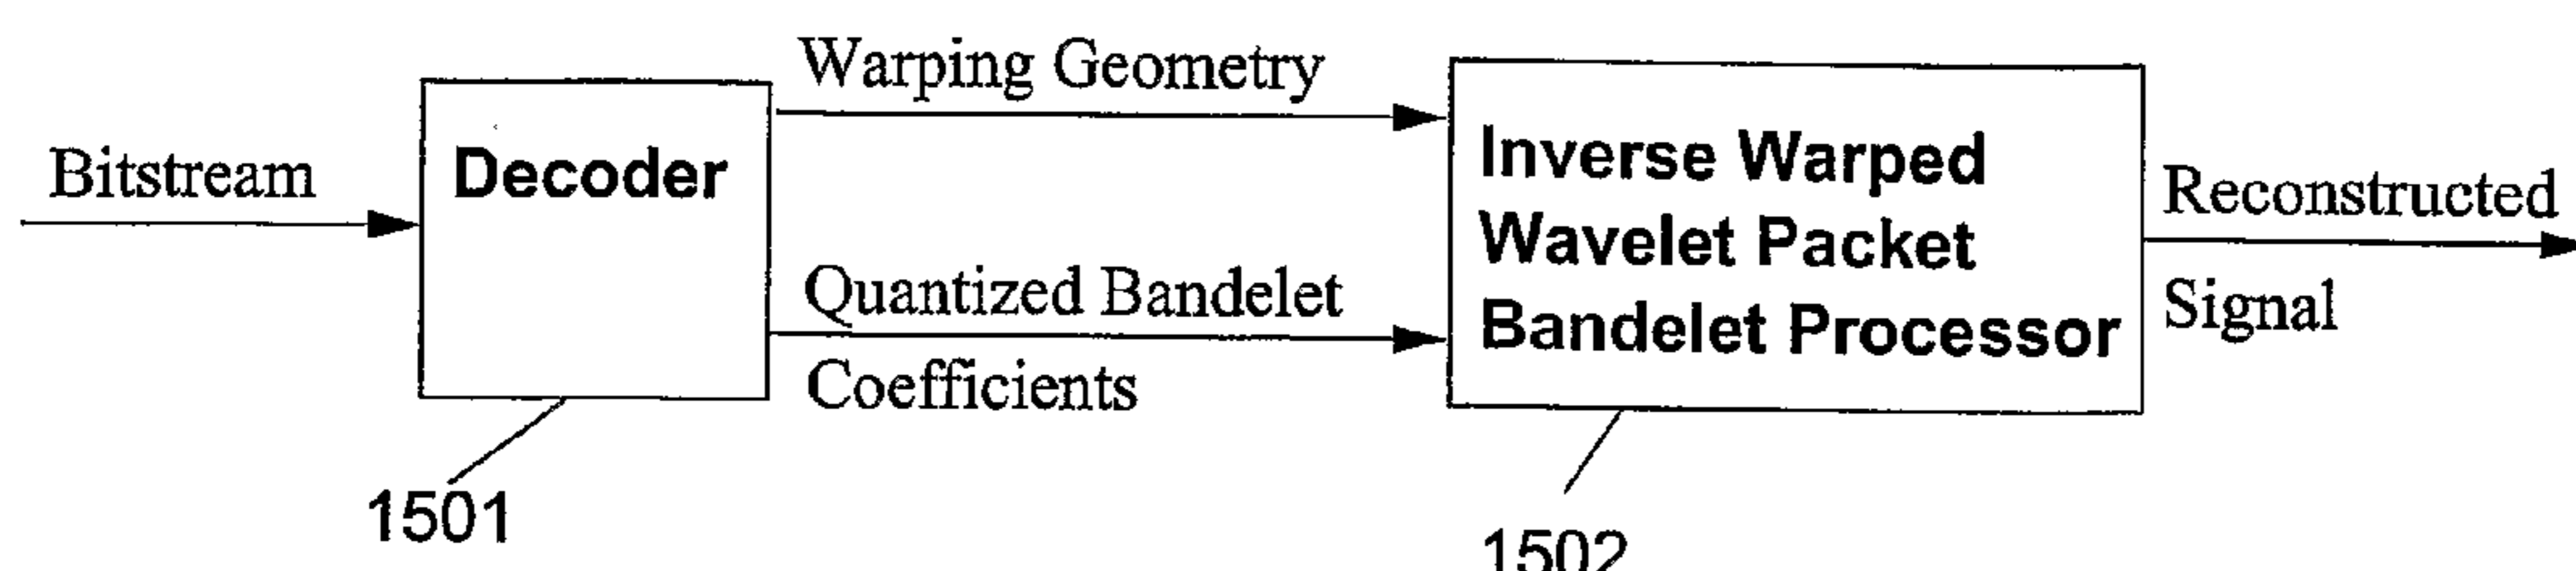 Bitstream
Decoder
1501
Warping Geometry
Quantized Bandelet
Coefficients
Inverse Warped
Wavelet Packet
Bandelet Processor
1502
Reconstructed
Signal